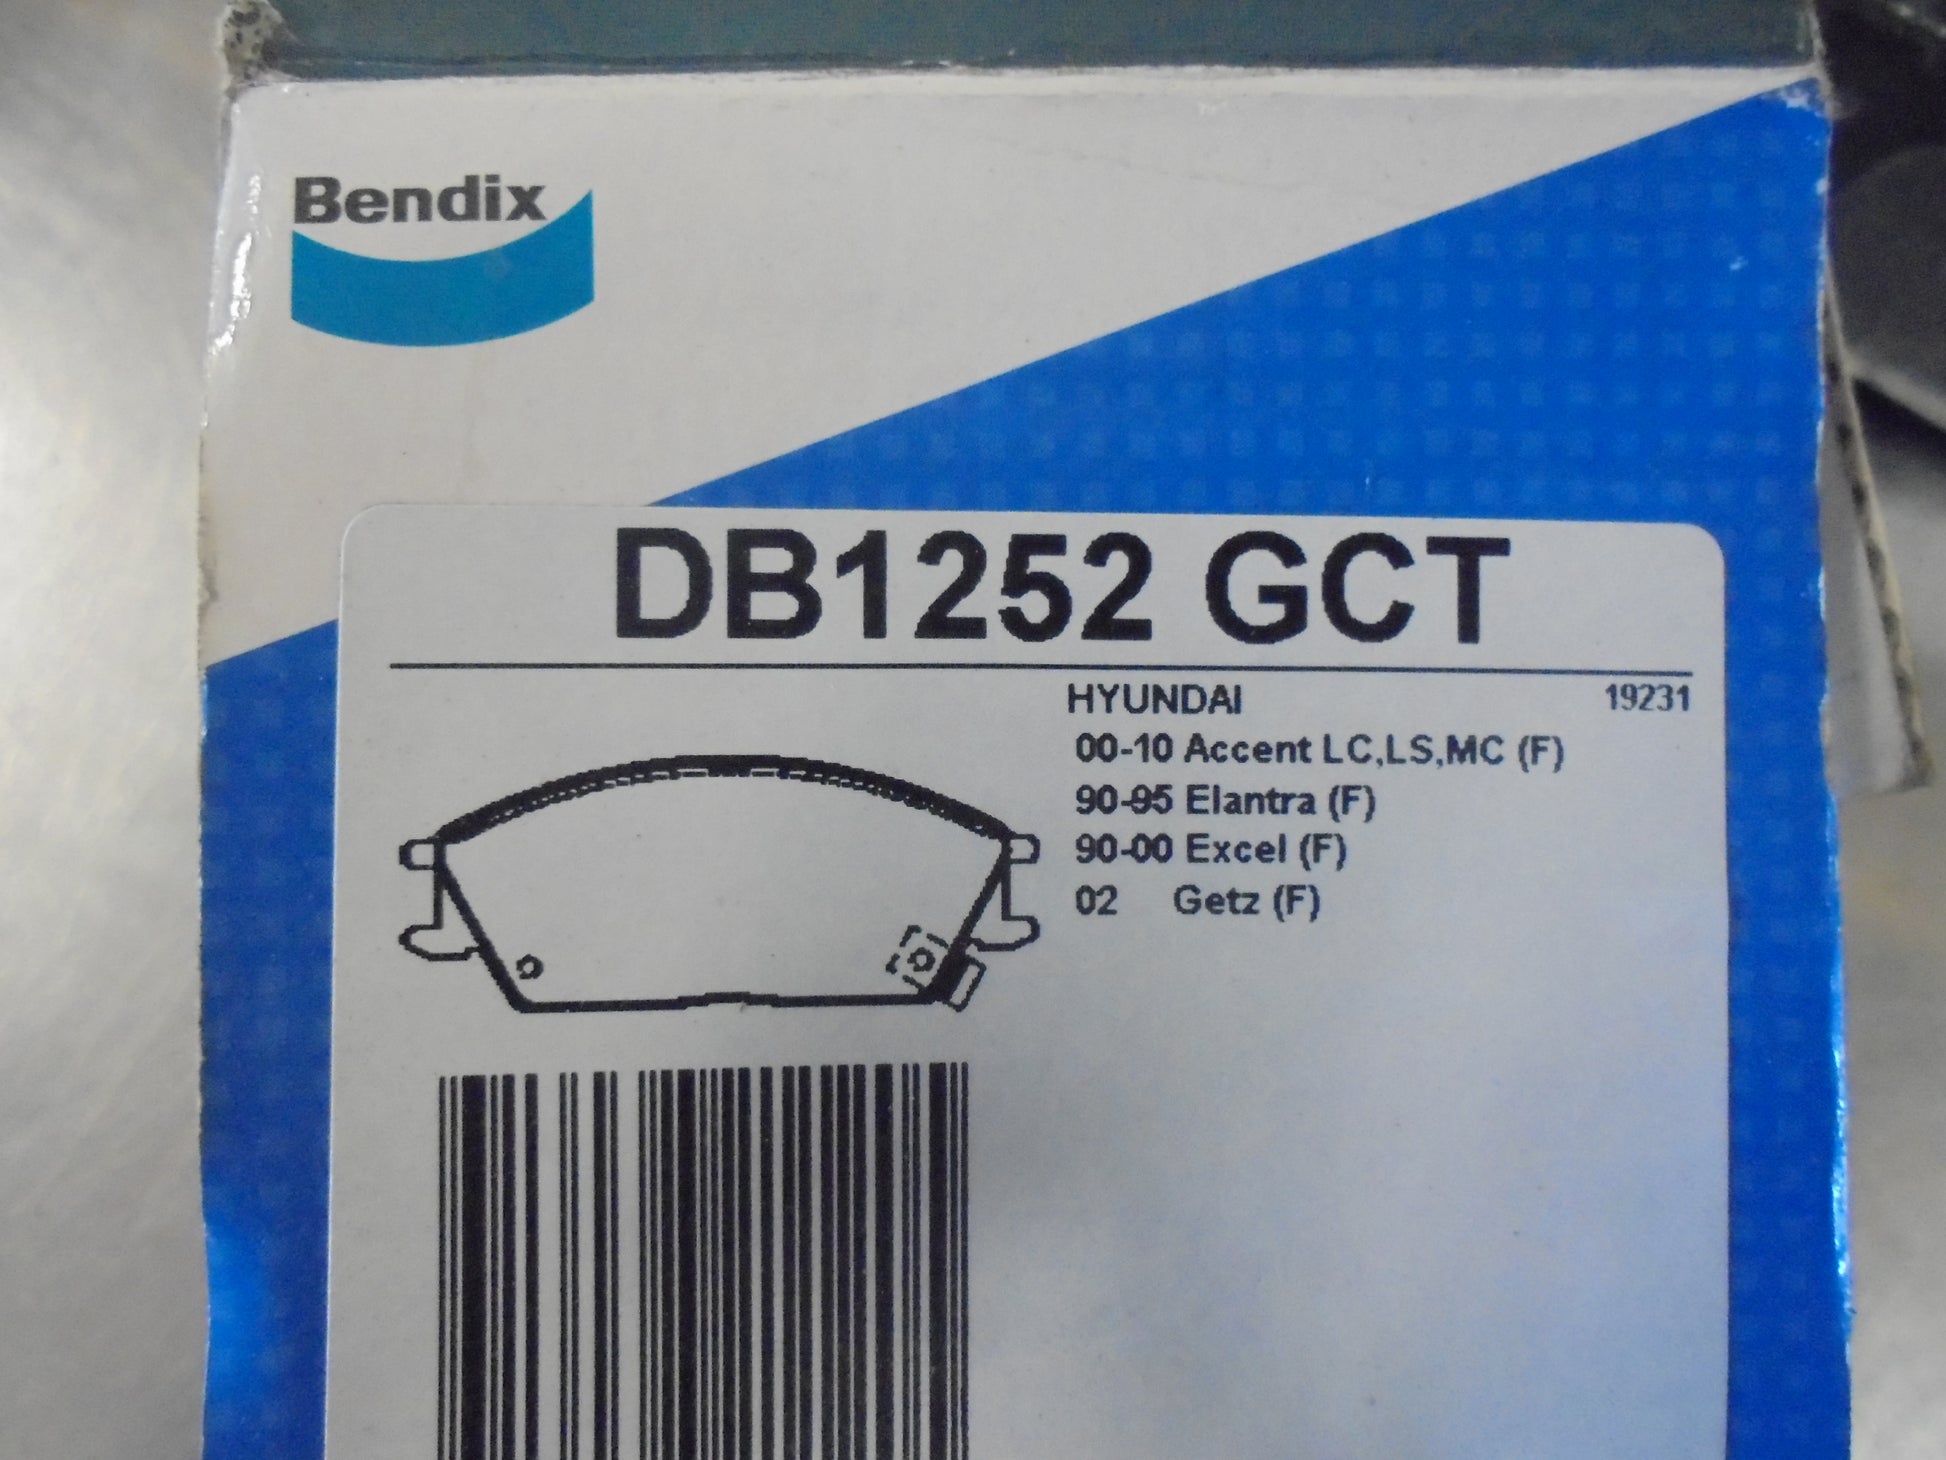 Bendix
DB1252 GCT
HYUNDAI 19231
00-10 Accent LC,LS,MC (F)
90-95 Elantra (F)
90-00 Excel (F)
02 Getz (F)